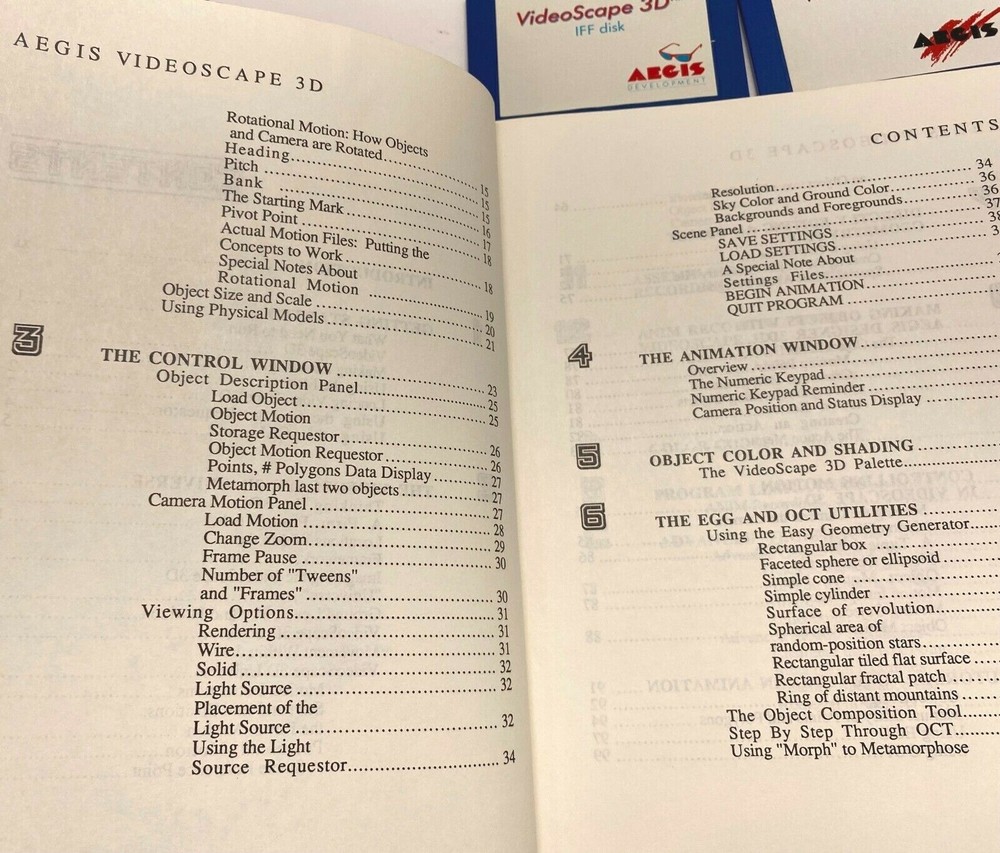 VideoScape 3D
IFF disk
AEGIS
DEVELOPMENT
AEGIS
AEGIS VIDEOSCAPE 3D
Rotational Motion: How Objects
and Camera are Rotated.................... 15
Heading.................... 15
Pitch .................... 15
Bank .................... 16
The Starting Mark.................... 17
Pivot Point .................... 18
Actual Motion Files: Putting the
Concepts to Work.................... 18
Special Notes About
Rotational Motion .................... 19
Object Size and Scale .................... 20
Using Physical Models.................... 21
3
THE CONTROL WINDOW .................... 23
Object Description Panel.................... 25
Load Object.................... 25
Object Motion
Storage Requestor.................... 26
Object Motion Requestor.................... 26
Points, # Polygons Data Display .................... 27
Metamorph last two objects.................... 27
Camera Motion Panel.................... 27
Load Motion .................... 28
Change Zoom.................... 29
Frame Pause .................... 30
Number of "Tweens"
and "Frames" .................... 30
Viewing Options.................... 31
Rendering .................... 31
Wire.................... 31
Solid .................... 32
Light Source .................... 32
Placement of the
Light Source .................... 32
Using the Light
Source Requestor.................... 34
CONTENTS
Resolution.................... 34
Sky Color and Ground Color.................... 36
Backgrounds and Foregrounds.................... 36
Scene Panel .................... 37
SAVE SETTINGS....................
LOAD SETTINGS....................
A Special Note About
Settings Files....................
BEGIN ANIMATION....................
QUIT PROGRAM ....................
4
THE ANIMATION WINDOW....................
Overview ....................
The Numeric Keypad....................
Numeric Keypad Reminder ....................
Camera Position and Status Display ....................
5
OBJECT COLOR AND SHADING ....................
The VideoScape 3D Palette....................
6
THE EGG AND OCT UTILITIES ....................
Using the Easy Geometry Generator....................
Rectangular box ....................
Faceted sphere or ellipsoid ....................
Simple cone ....................
Simple cylinder ....................
Surface of revolution....................
Spherical area of
random-position stars....................
Rectangular tiled flat surface ....................
Rectangular fractal patch ....................
Ring of distant mountains ....................
The Object Composition Tool....................
Step By Step Through OCT....................
Using "Morph" to Metamorphose